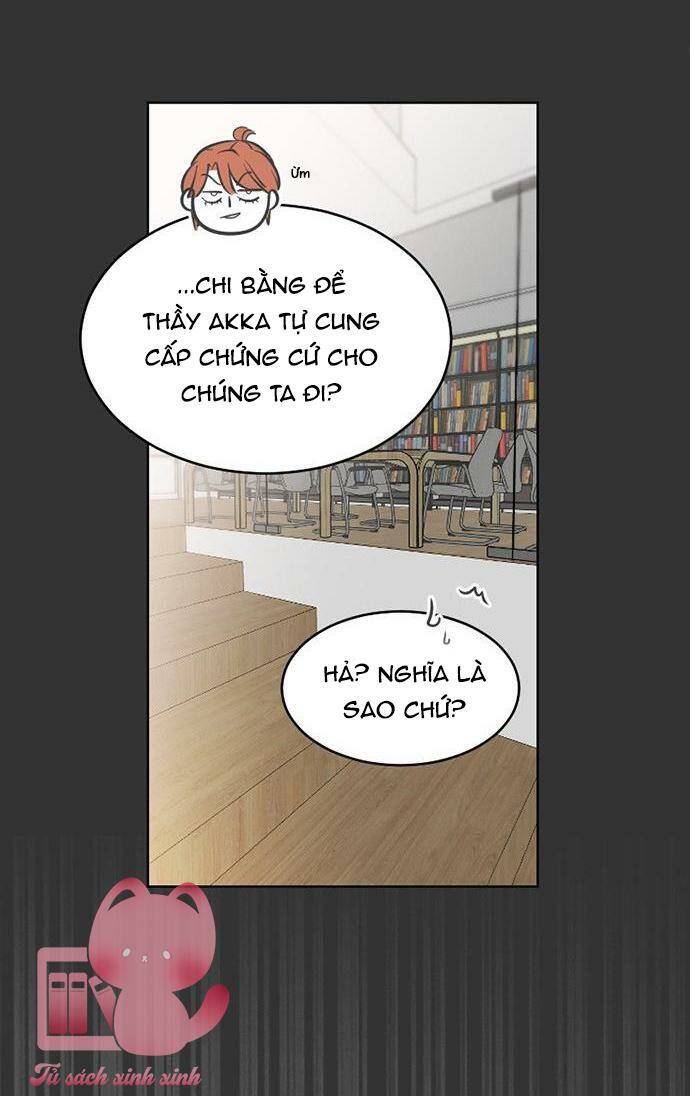 Ừm
...CHI BẰNG ĐỂ
THẦY AKKA TỰ CUNG
CẤP CHỨNG CỨ CHO
CHÚNG TA ĐI?
HẢ? NGHĨA LÀ
SAO CHỨ?
Tủ sách xinh xinh